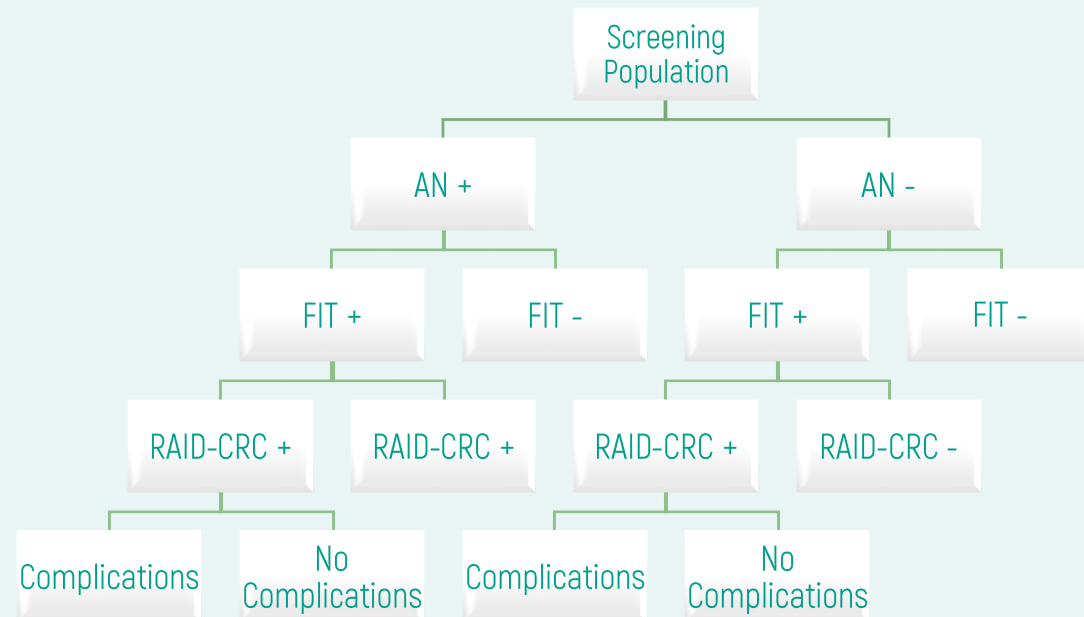 Screening
Population
AN +
AN -
FIT +
FIT -
FIT +
FIT -
RAID-CRC +
RAID-CRC +
RAID-CRC +
RAID-CRC -
Complications
No
Complications
Complications
No
Complications